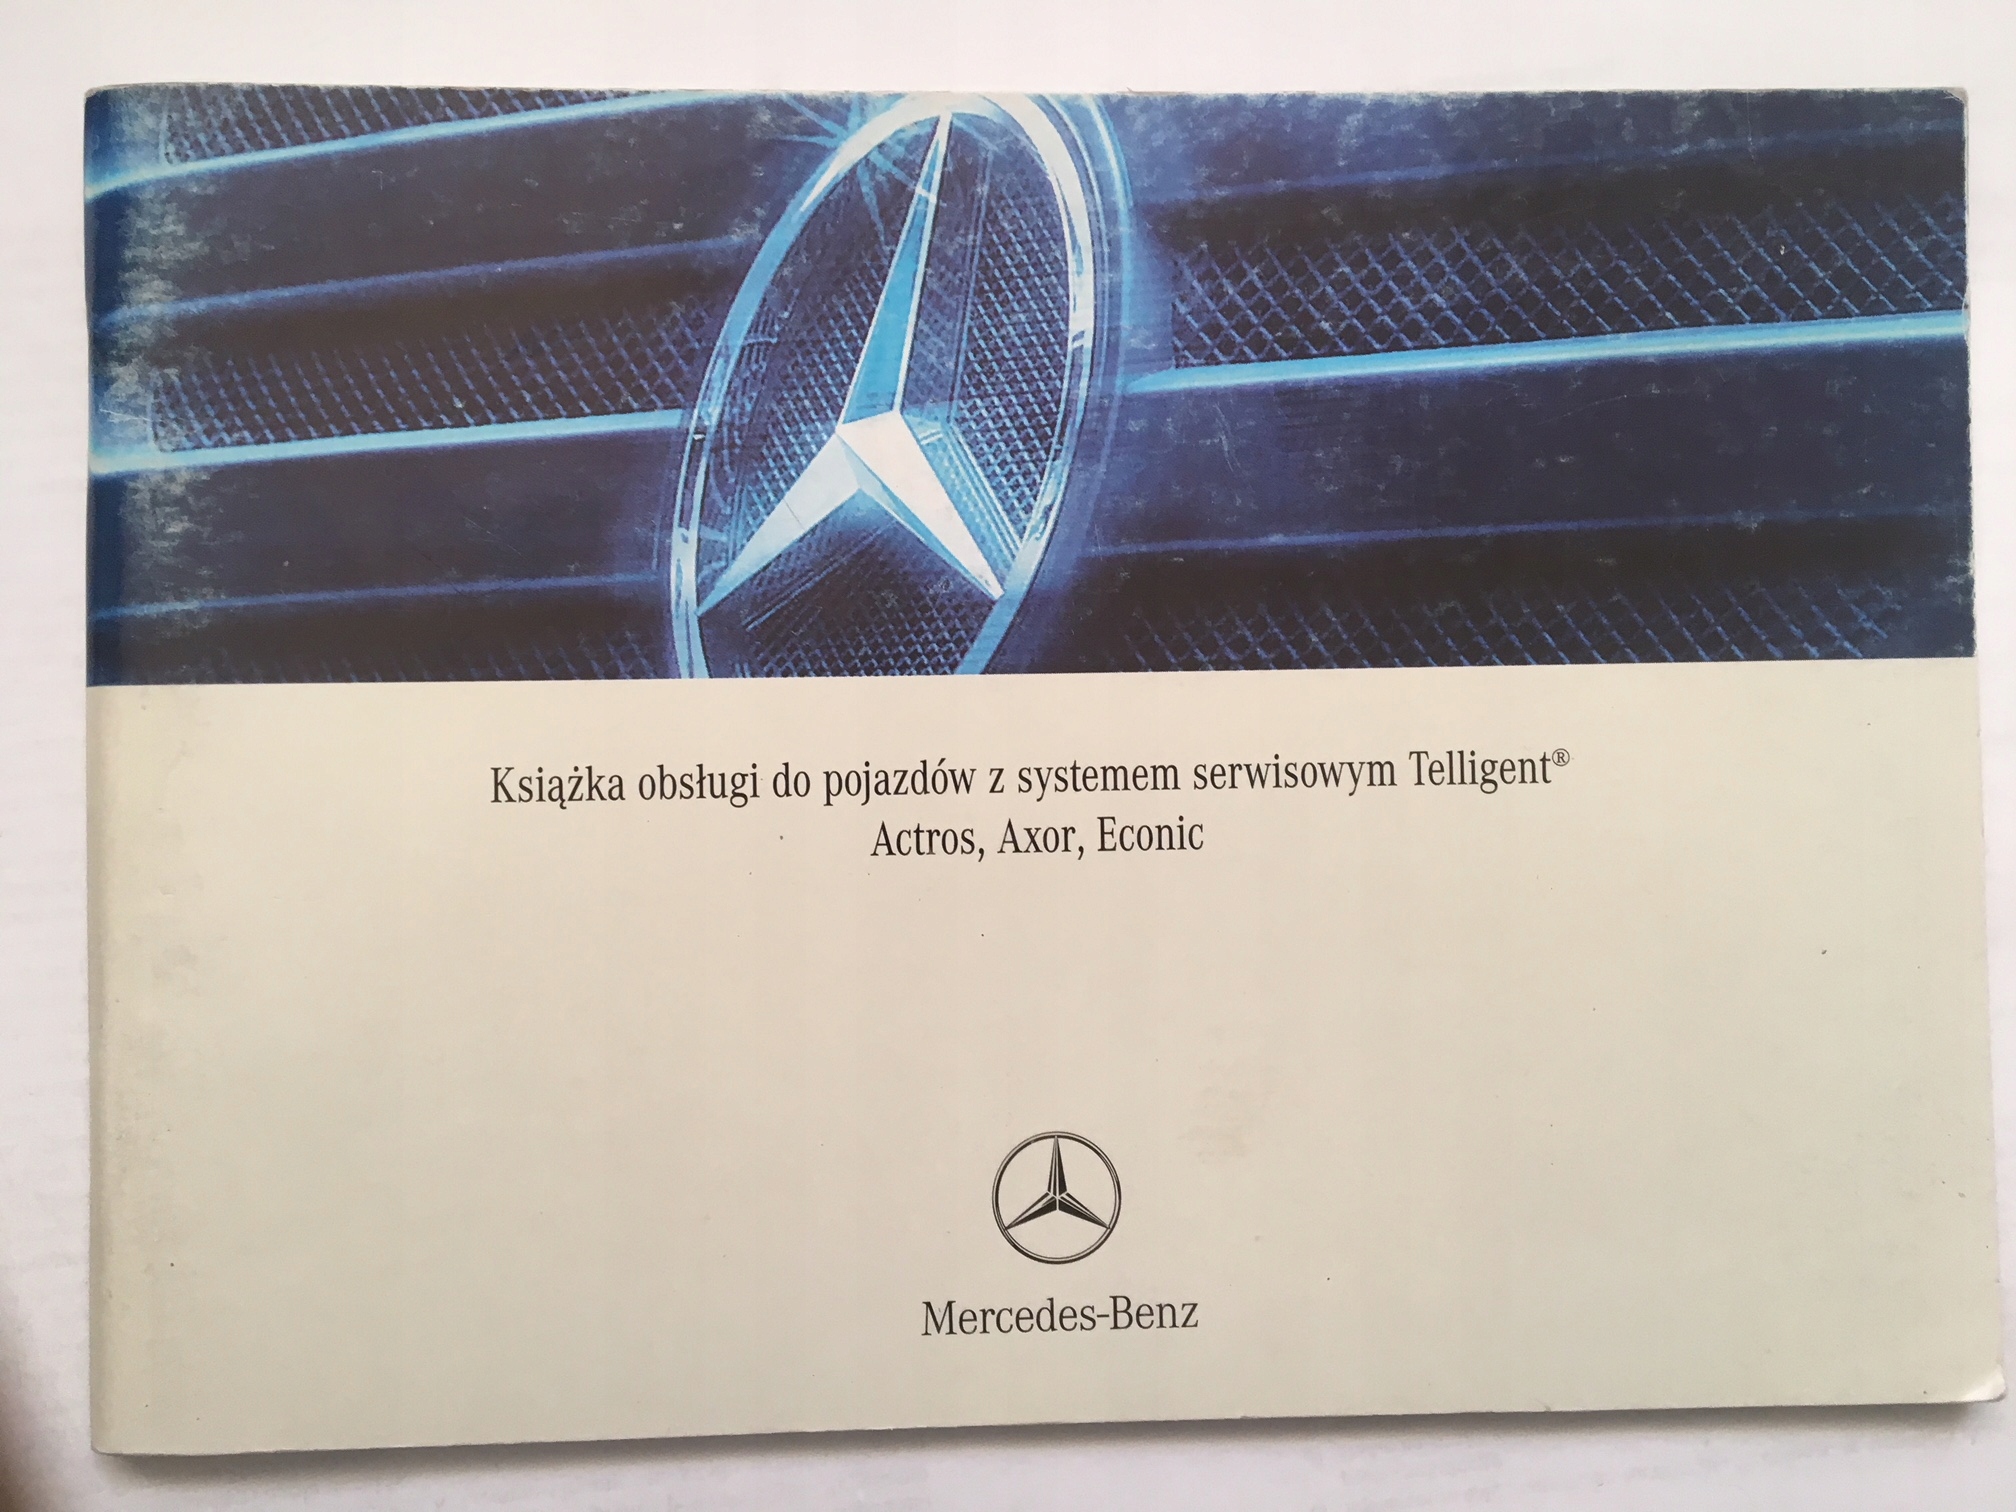 Książka obsługi do pojazdów z systemem serwisowym Telligent®
Actros, Axor, Econic
Mercedes-Benz